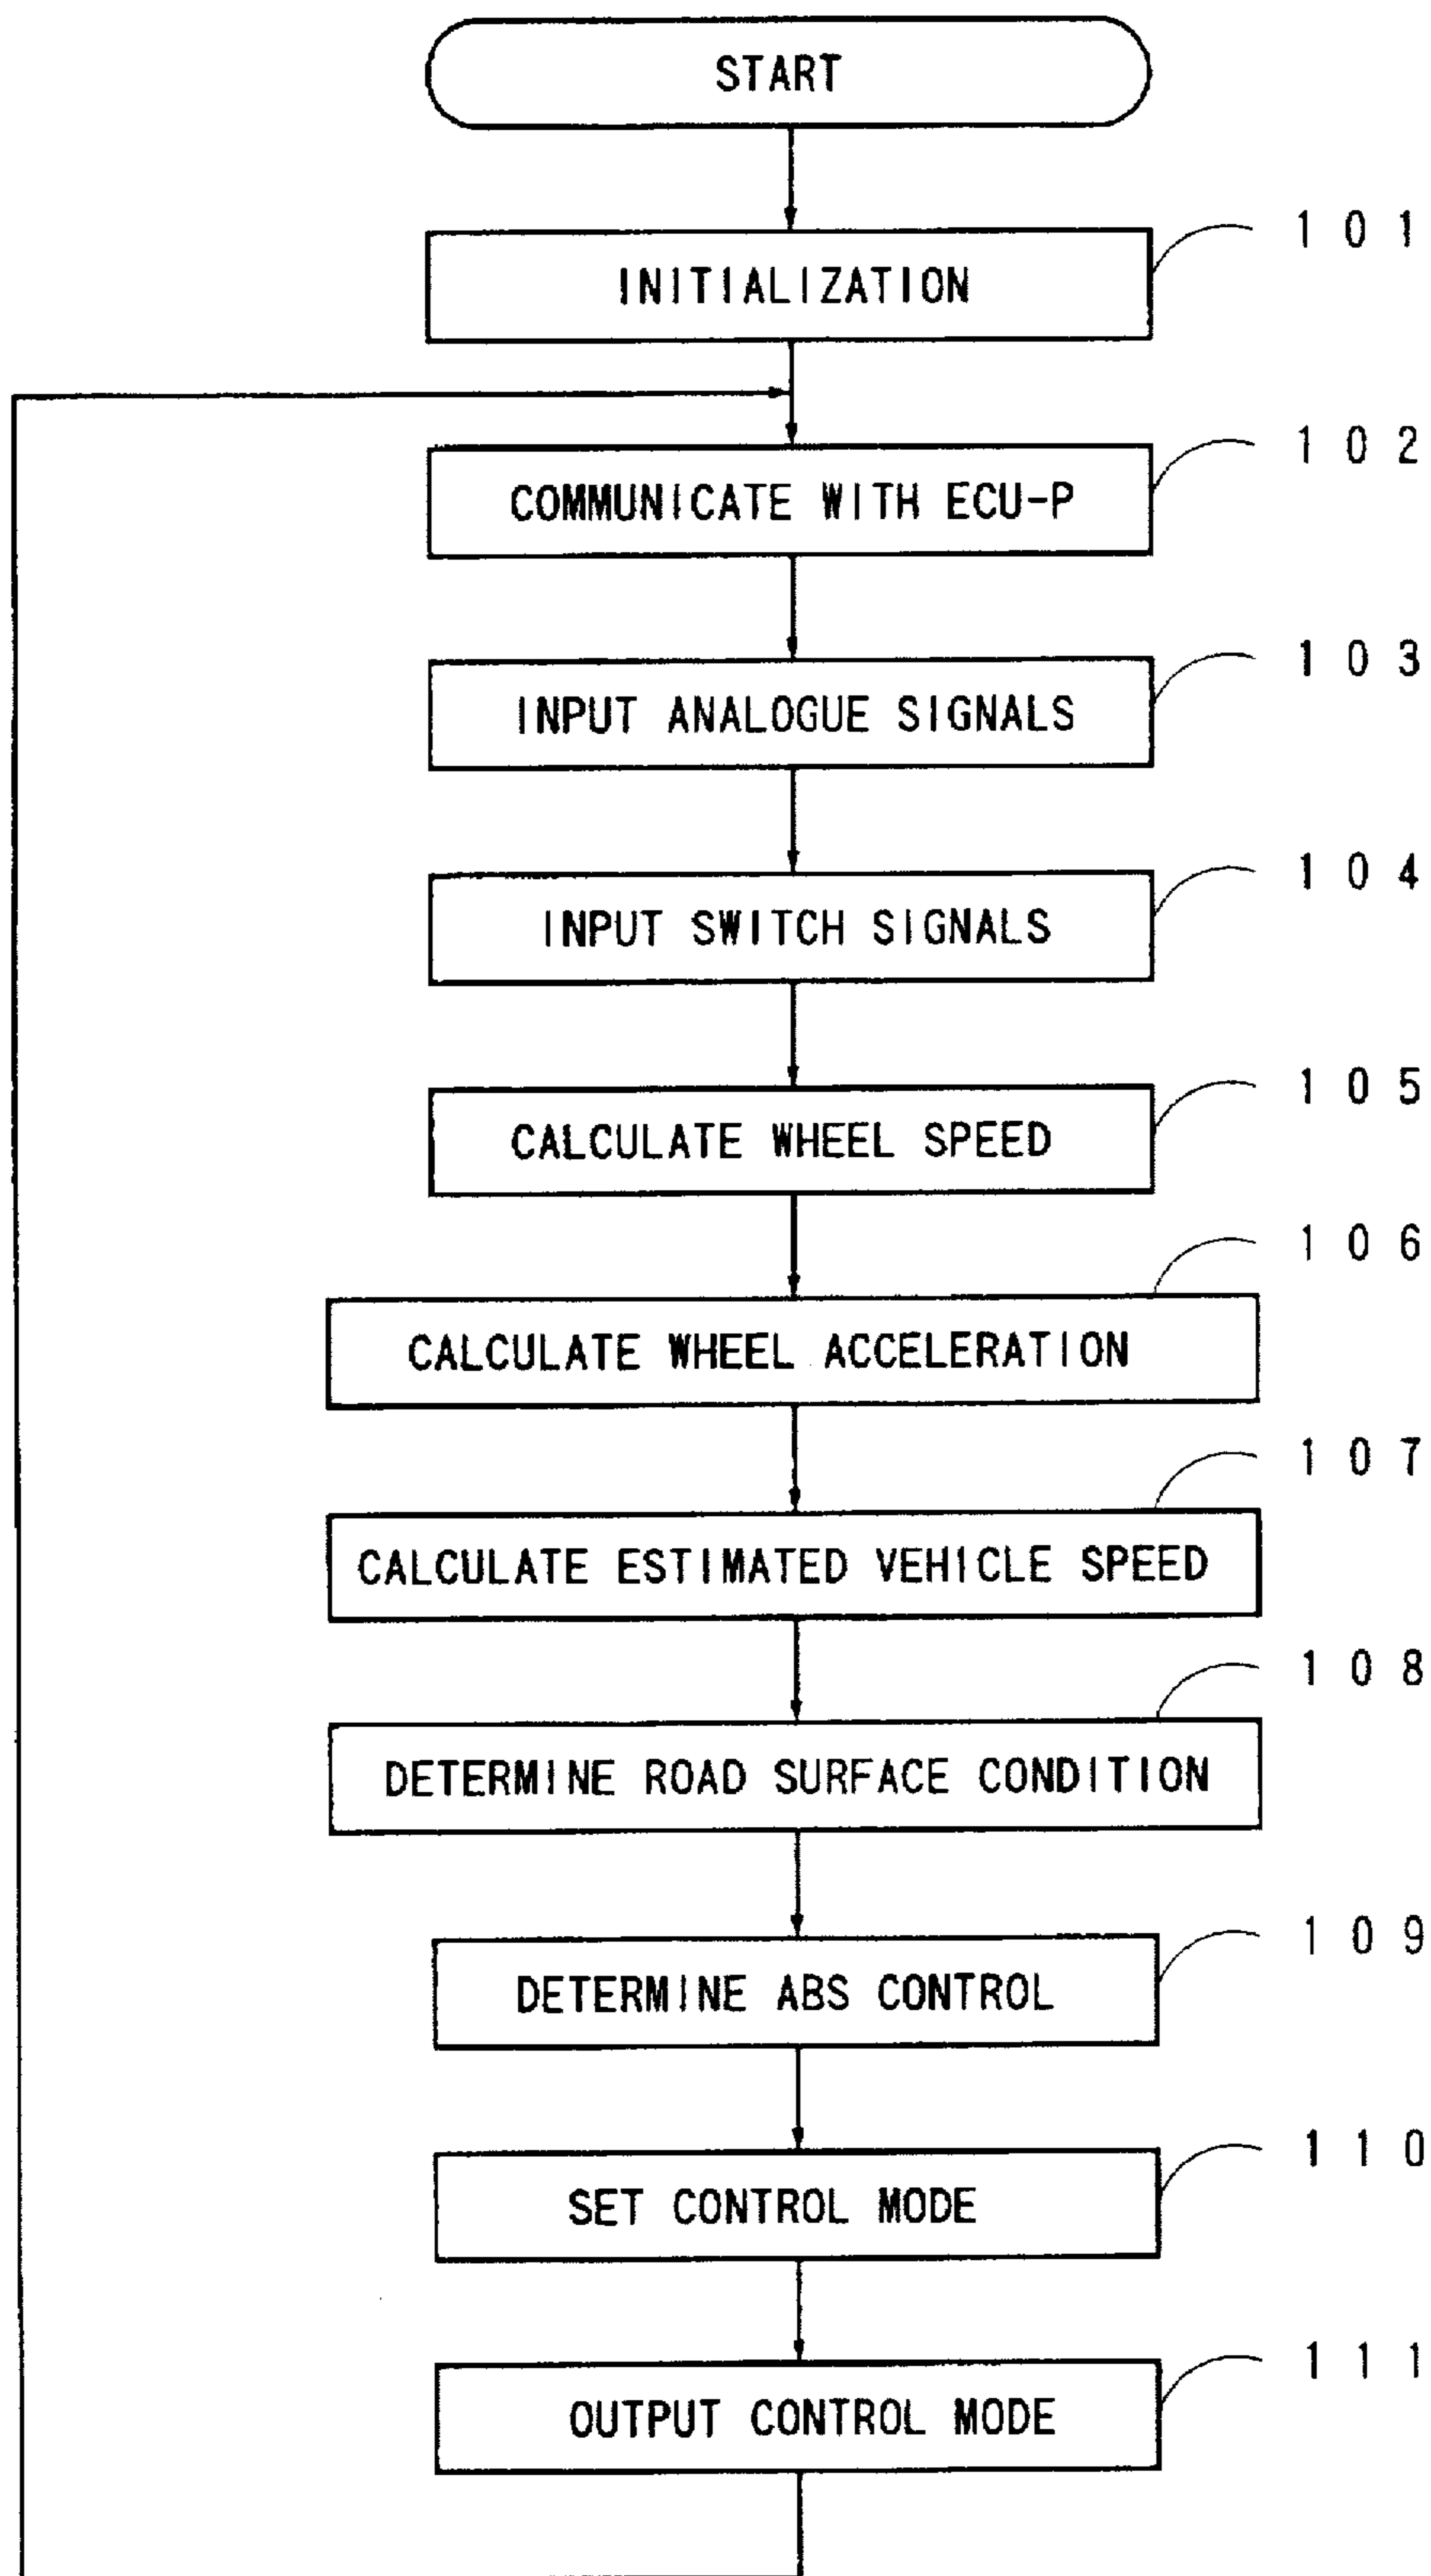 START
101
INITIALIZATION
102
COMMUNICATE WITH ECU-P
103
INPUT ANALOGUE SIGNALS
104
INPUT SWITCH SIGNALS
105
CALCULATE WHEEL SPEED
106
CALCULATE WHEEL ACCELERATION
107
CALCULATE ESTIMATED VEHICLE SPEED
108
DETERMINE ROAD SURFACE CONDITION
109
DETERMINE ABS CONTROL
110
SET CONTROL MODE
111
OUTPUT CONTROL MODE